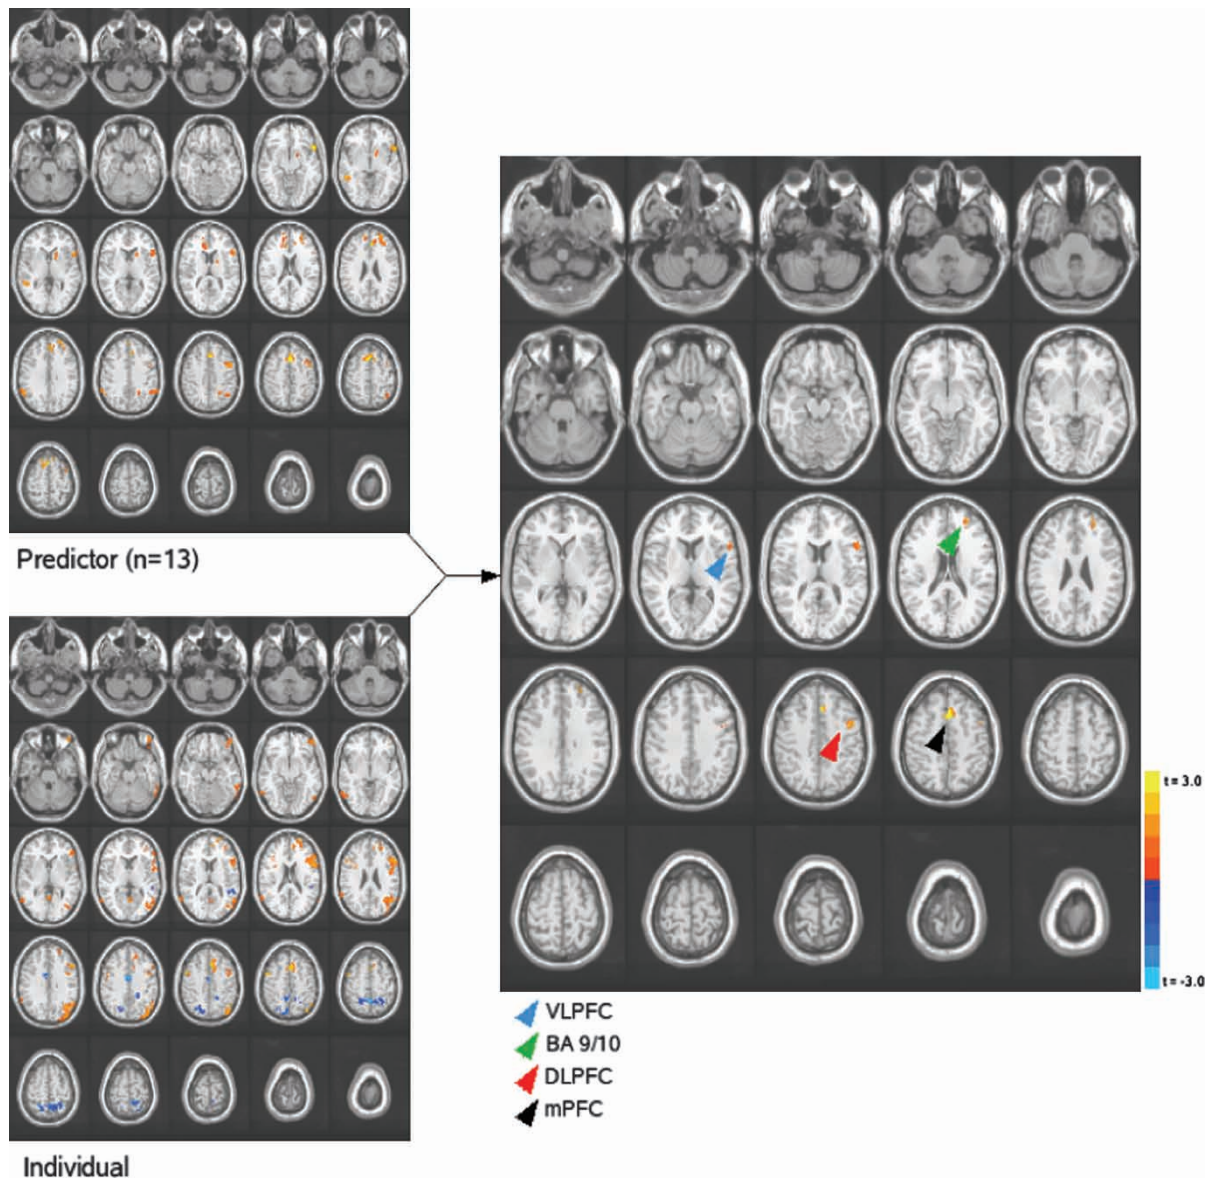 Predictor (n=13)
t = 3.0
t = -3.0
VLPFC
BA 9/10
DLPFC
mPFC
Individual